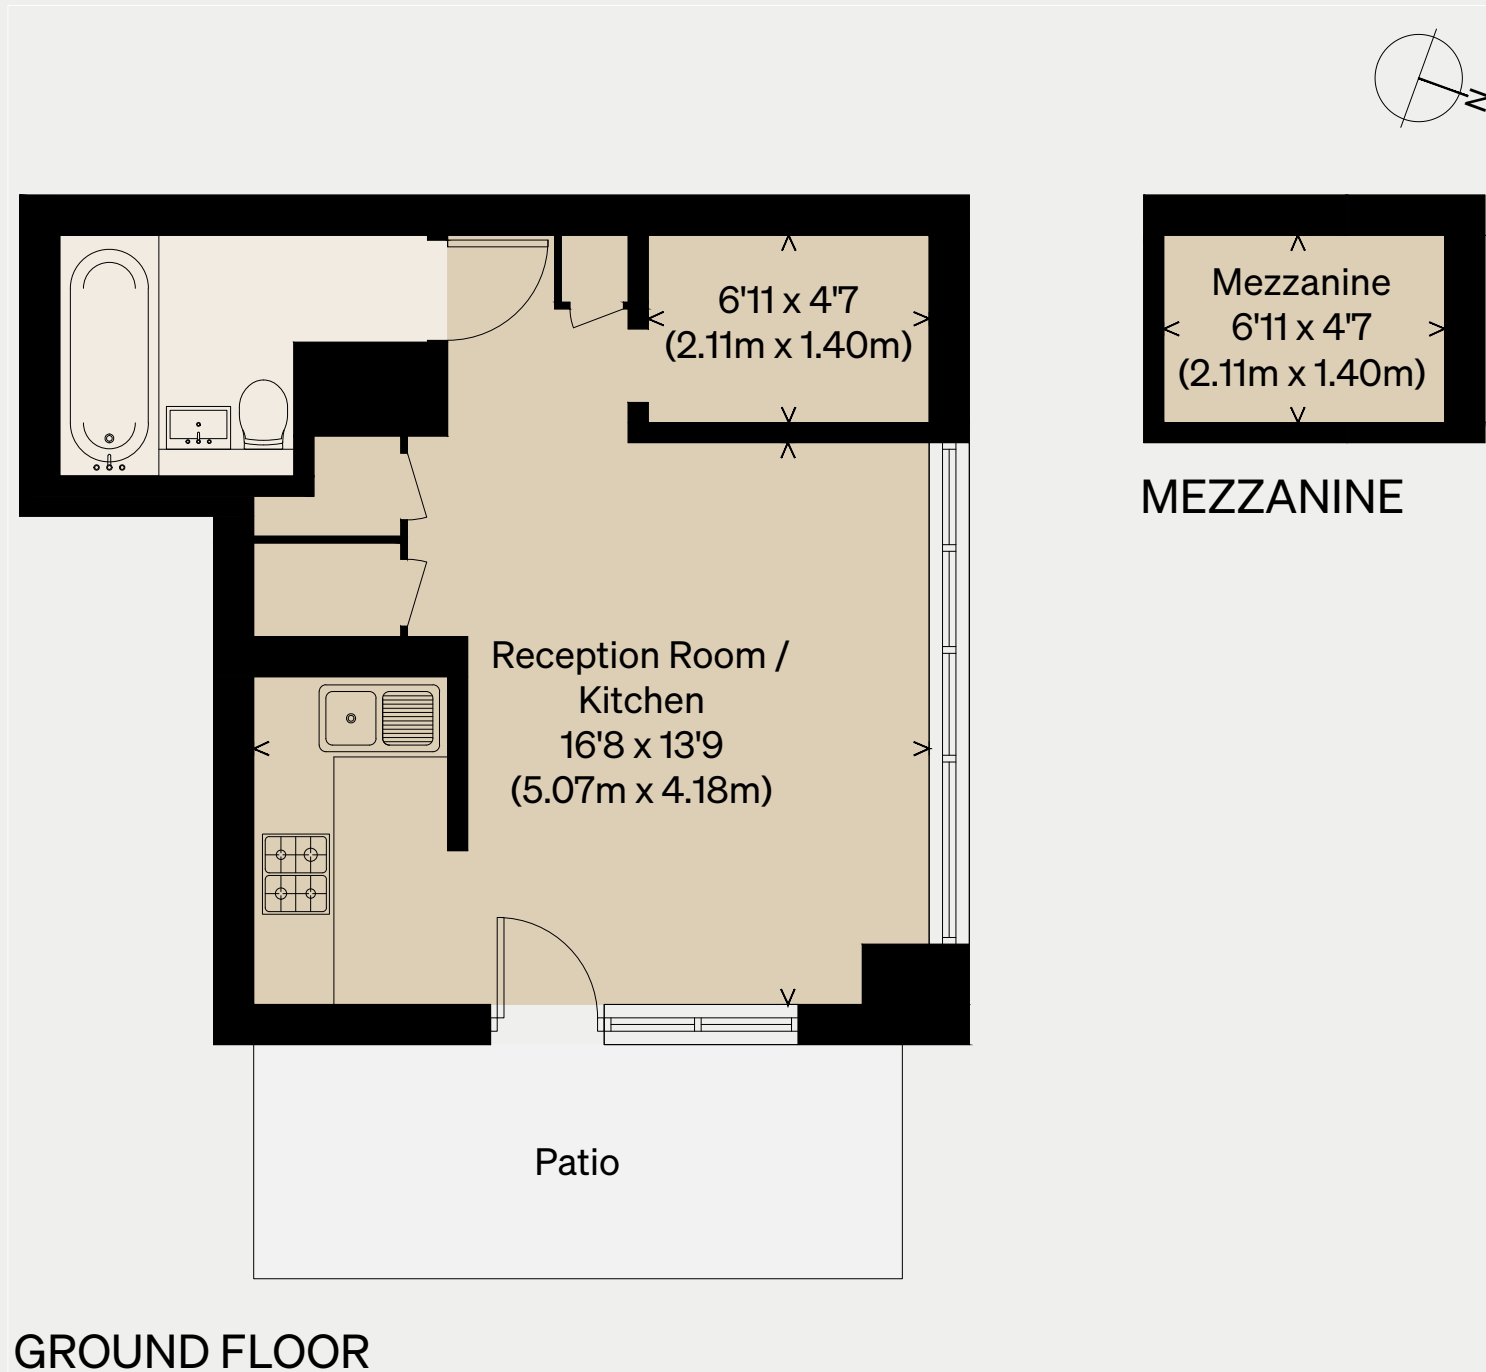 N
6'11 x 4'7
(2.11m x 1.40m)
Mezzanine
6'11 x 4'7
(2.11m x 1.40m)
MEZZANINE
Reception Room /
Kitchen
16'8 x 13'9
(5.07m x 4.18m)
Patio
GROUND FLOOR